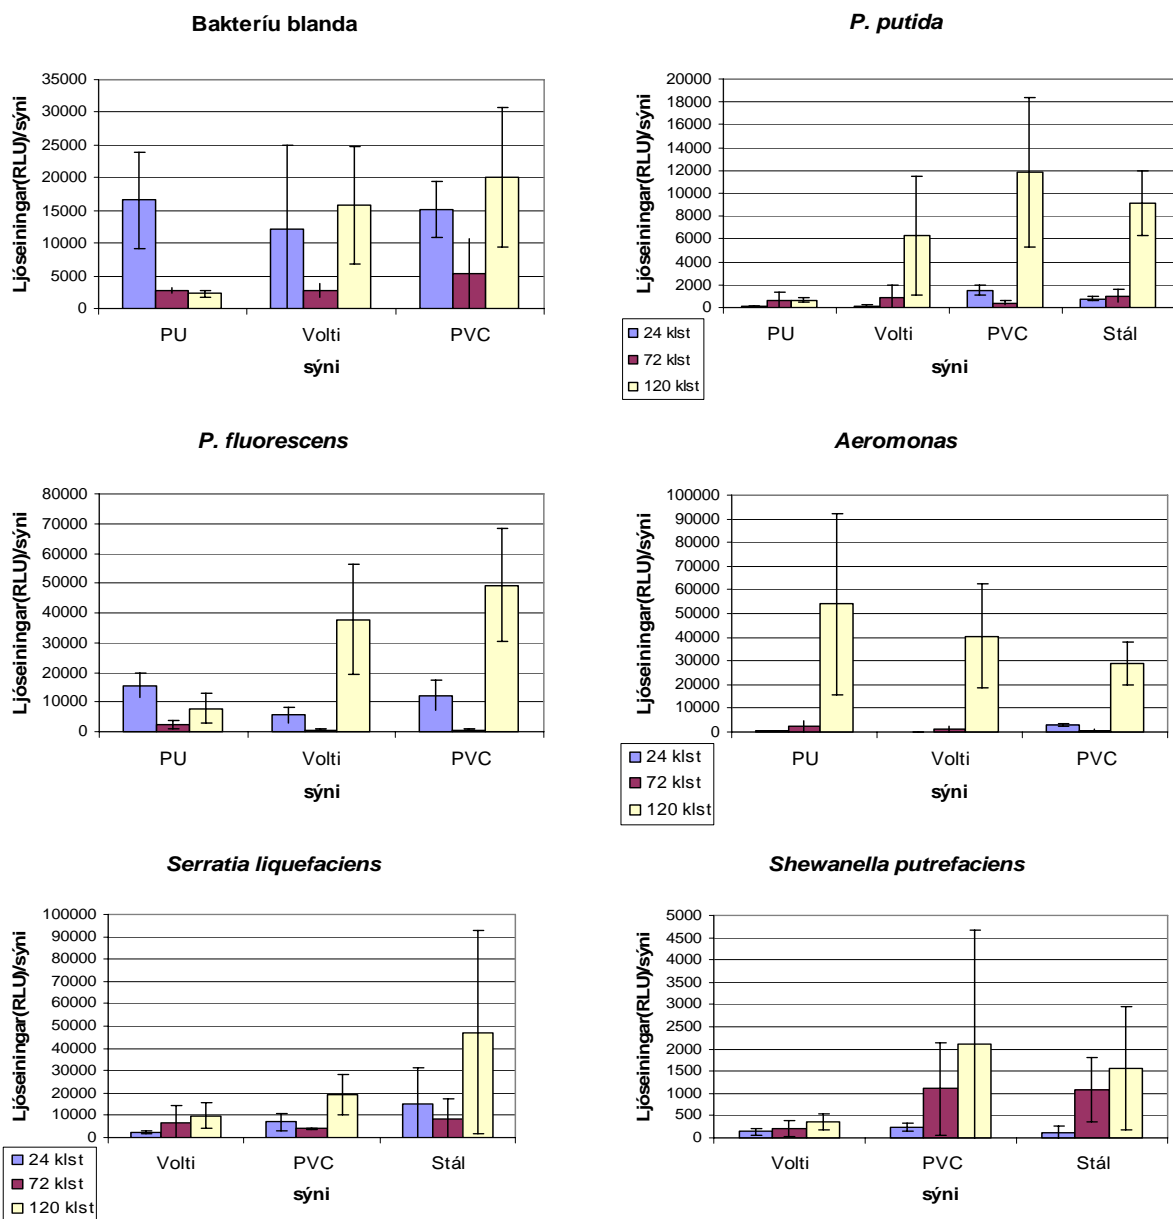 Bakteríu blanda
Ljóseiningar(RLU)/sýni
35000
30000
25000
20000
15000
10000
5000
0
PU Volti PVC
sýni
P. putida
Ljóseiningar(RLU)/sýni
20000
18000
16000
14000
12000
10000
8000
6000
4000
2000
0
PU Volti PVC Stál
sýni
24 klst
72 klst
120 klst
P. fluorescens
Ljóseiningar(RLU)/sýni
80000
70000
60000
50000
40000
30000
20000
10000
0
PU Volti PVC
sýni
Aeromonas
Ljóseiningar(RLU)/sýni
100000
90000
80000
70000
60000
50000
40000
30000
20000
10000
0
PU Volti PVC
sýni
24 klst
72 klst
120 klst
Serratia liquefaciens
Ljóseiningar(RLU)/sýni
100000
90000
80000
70000
60000
50000
40000
30000
20000
10000
0
Volti PVC Stál
sýni
24 klst
72 klst
120 klst
Shewanella putrefaciens
Ljóseiningar(RLU)/sýni
5000
4500
4000
3500
3000
2500
2000
1500
1000
500
0
Volti PVC Stál
sýni